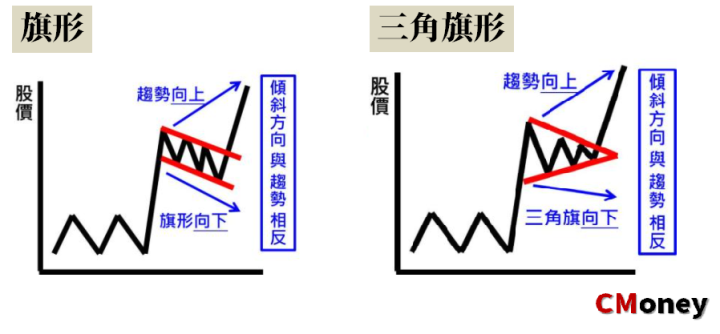 旗形
三角旗形
股價
趨勢向上
旗形向下
傾斜方向與趨勢相反
股價
趨勢向上
三角旗向下
傾斜方向與趨勢相反
CMoney